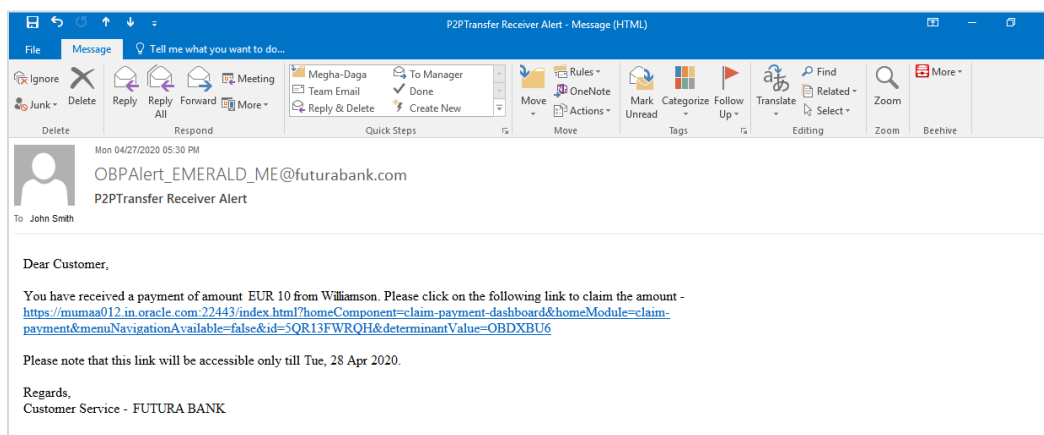 P2PTransfer Receiver Alert - Message (HTML)
File Message Tell me what you want to do...
Ignore Delete Reply Reply All Forward Meeting Megha-Daga To Manager Move Rules OneNote Mark Unread Categorize Follow Up Translate Find Related Zoom More
Junk More Team Email Done Actions Select
Reply & Delete Create New
Delete Respond Quick Steps Move Tags Editing Zoom Beehive
Mon 04/27/2020 05:30 PM
OBPAlert_EMERALD_ME@futurabank.com
P2PTransfer Receiver Alert
To John Smith
Dear Customer,
You have received a payment of amount EUR 10 from Williamson. Please click on the following link to claim the amount -
https://mumaa012.in.oracle.com:22443/index.html?homeComponent=claim-payment-dashboard&homeModule=claim-
payment&menuNavigationAvailable=false&id=5QR13FWRQH&determinantValue=OBDXBU6
Please note that this link will be accessible only till Tue, 28 Apr 2020.
Regards,
Customer Service - FUTURA BANK